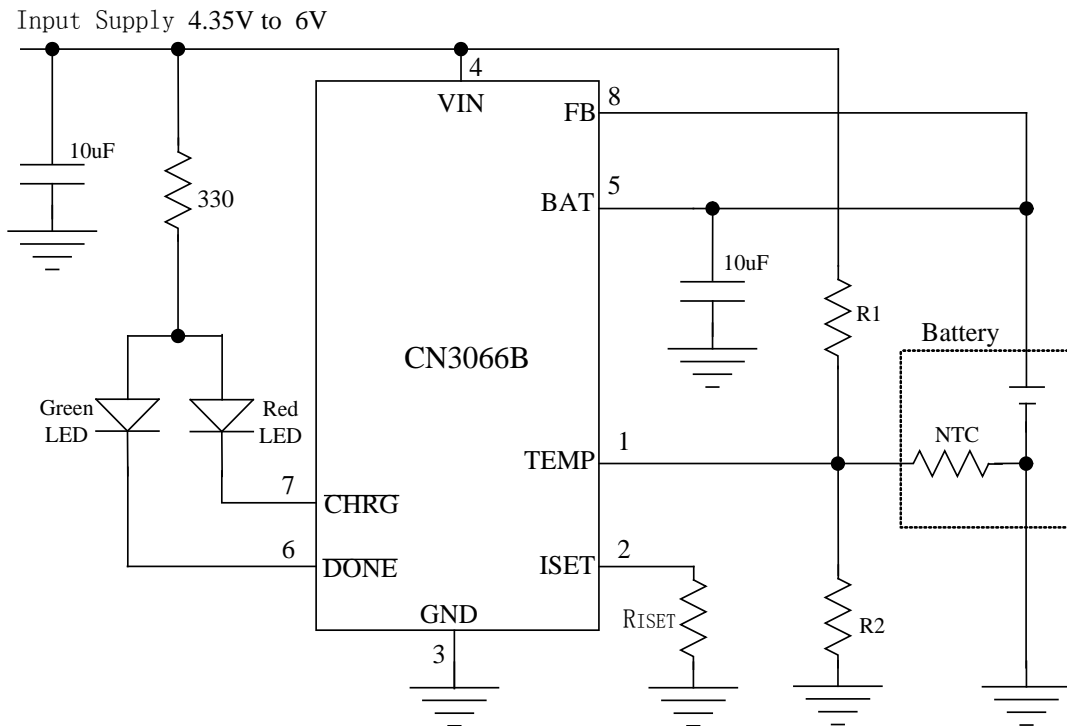 Input Supply 4.35V to 6V
4
VIN
8
FB
10uF
330
5
BAT
10uF
R1
Battery
CN3066B
Green
LED
Red
LED
1
TEMP
NTC
7
CHRG
6
DONE
2
ISET
GND
RISET
R2
3